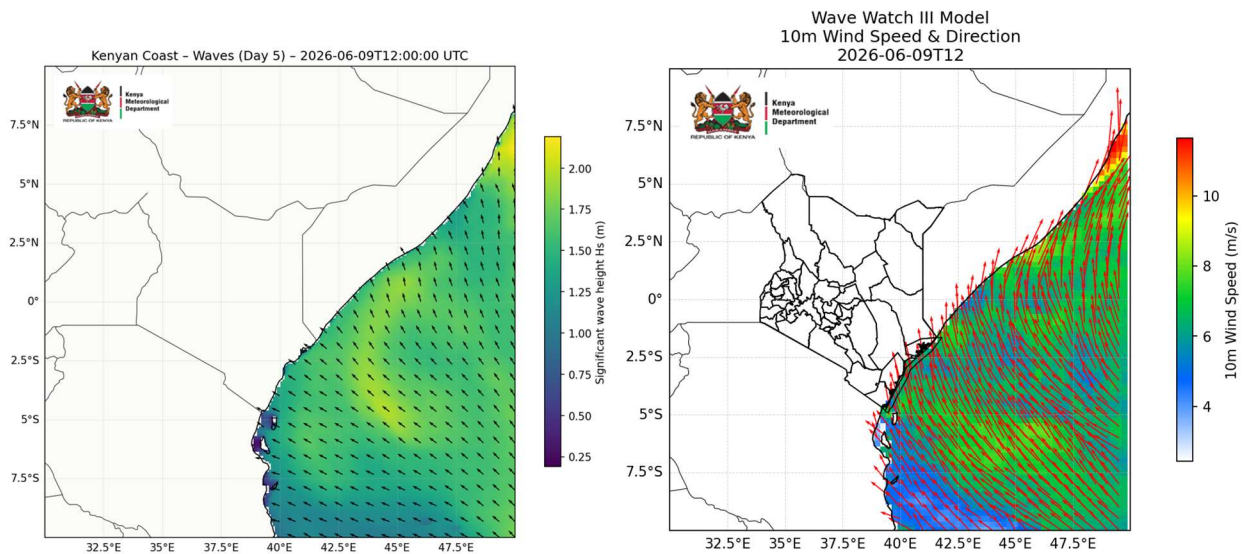 Kenyan Coast – Waves (Day 5) – 2026-06-09T12:00:00 UTC
Kenya
Meteorological
Department
REPUBLIC OF KENYA
7.5°N
5°N
2.5°N
0°
2.5°S
5°S
7.5°S
32.5°E
35°E
37.5°E
40°E
42.5°E
45°E
47.5°E
2.00
1.75
1.50
1.25
1.00
0.75
0.50
0.25
Significant wave height Hs (m)
Wave Watch III Model
10m Wind Speed & Direction
2026-06-09T12
Kenya
Meteorological
Department
REPUBLIC OF KENYA
7.5°N
5°N
2.5°N
0°
2.5°S
5°S
7.5°S
32.5°E
35°E
37.5°E
40°E
42.5°E
45°E
47.5°E
10
8
6
4
10m Wind Speed (m/s)